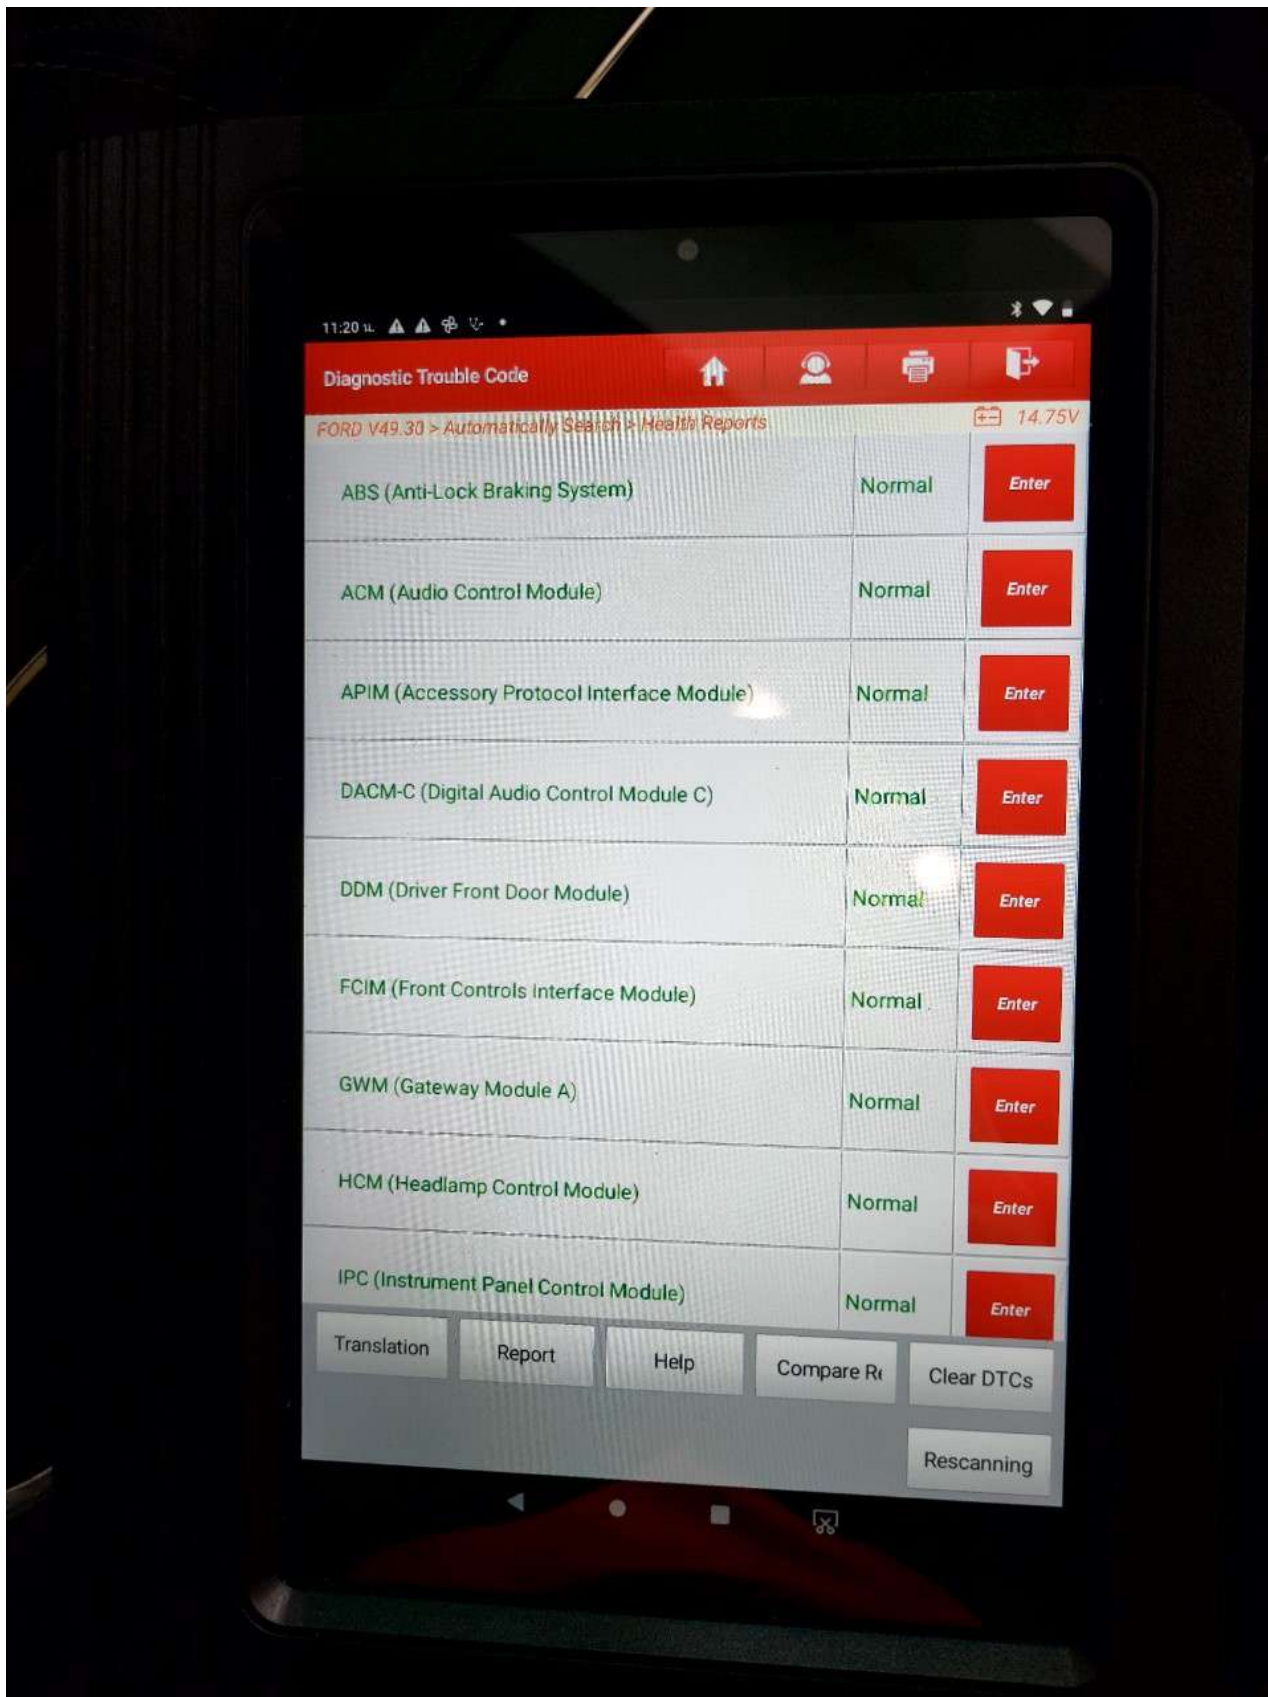 11:20 น.
Diagnostic Trouble Code
FORD V49.30 > Automatically Search > Health Reports 14.75V
ABS (Anti-Lock Braking System) Normal Enter
ACM (Audio Control Module) Normal Enter
APIM (Accessory Protocol Interface Module) Normal Enter
DACM-C (Digital Audio Control Module C) Normal Enter
DDM (Driver Front Door Module) Normal Enter
FCIM (Front Controls Interface Module) Normal Enter
GWM (Gateway Module A) Normal Enter
HCM (Headlamp Control Module) Normal Enter
IPC (Instrument Panel Control Module) Normal Enter
Translation Report Help Compare Re Clear DTCs
Rescanning